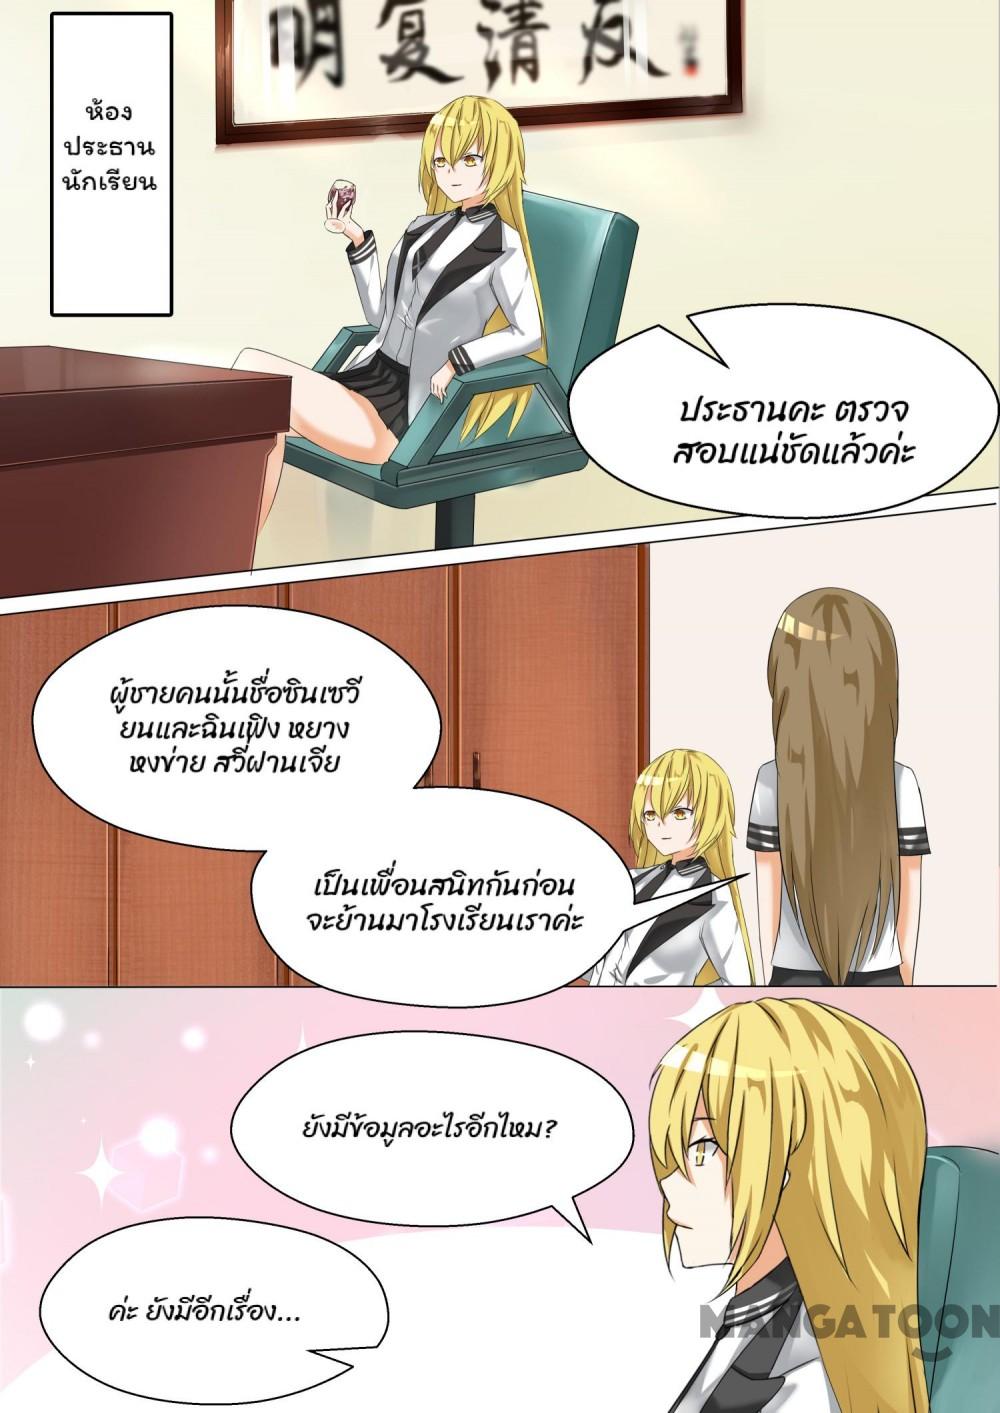 明复清反
ห้อง
ประธาน
นักเรียน
ประธานคะ ตรวจ
สอบแน่ชัดแล้วค่ะ
ผู้ชายคนนั้นชื่อซินเซวี
ยนและฉินเฟิง หยาง
หงข่าย สวี่ฝานเจีย
เป็นเพื่อนสนิทกันก่อน
จะย้านมาโรงเรียนเราค่ะ
ยังมีข้อมูลอะไรอีกไหม?
ค่ะ ยังมีอีกเรื่อง...
MANGATOON